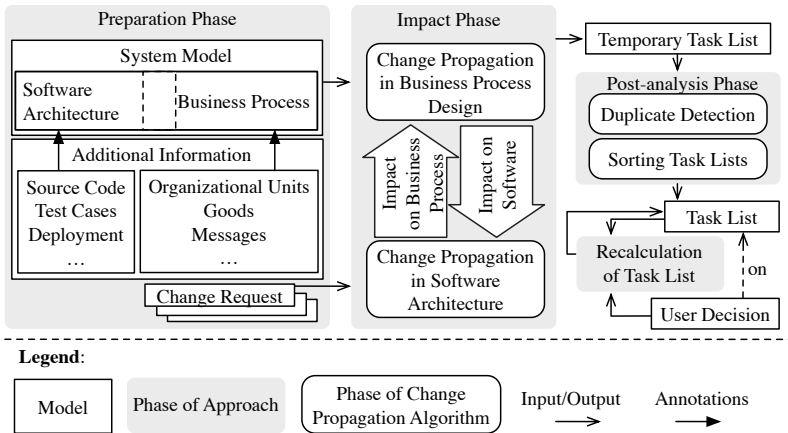 Preparation Phase
System Model
Software
Architecture
Business Process
Additional Information
Source Code
Test Cases
Deployment
…
Organizational Units
Goods
Messages
…
Change Request
Impact Phase
Change Propagation
in Business Process
Design
Impact
on Business
Process
Impact on
Software
Change Propagation
in Software
Architecture
Temporary Task List
Post-analysis Phase
Duplicate Detection
Sorting Task Lists
Task List
Recalculation
of Task List
on
User Decision
Legend:
Model
Phase of Approach
Phase of Change
Propagation Algorithm
Input/Output
Annotations